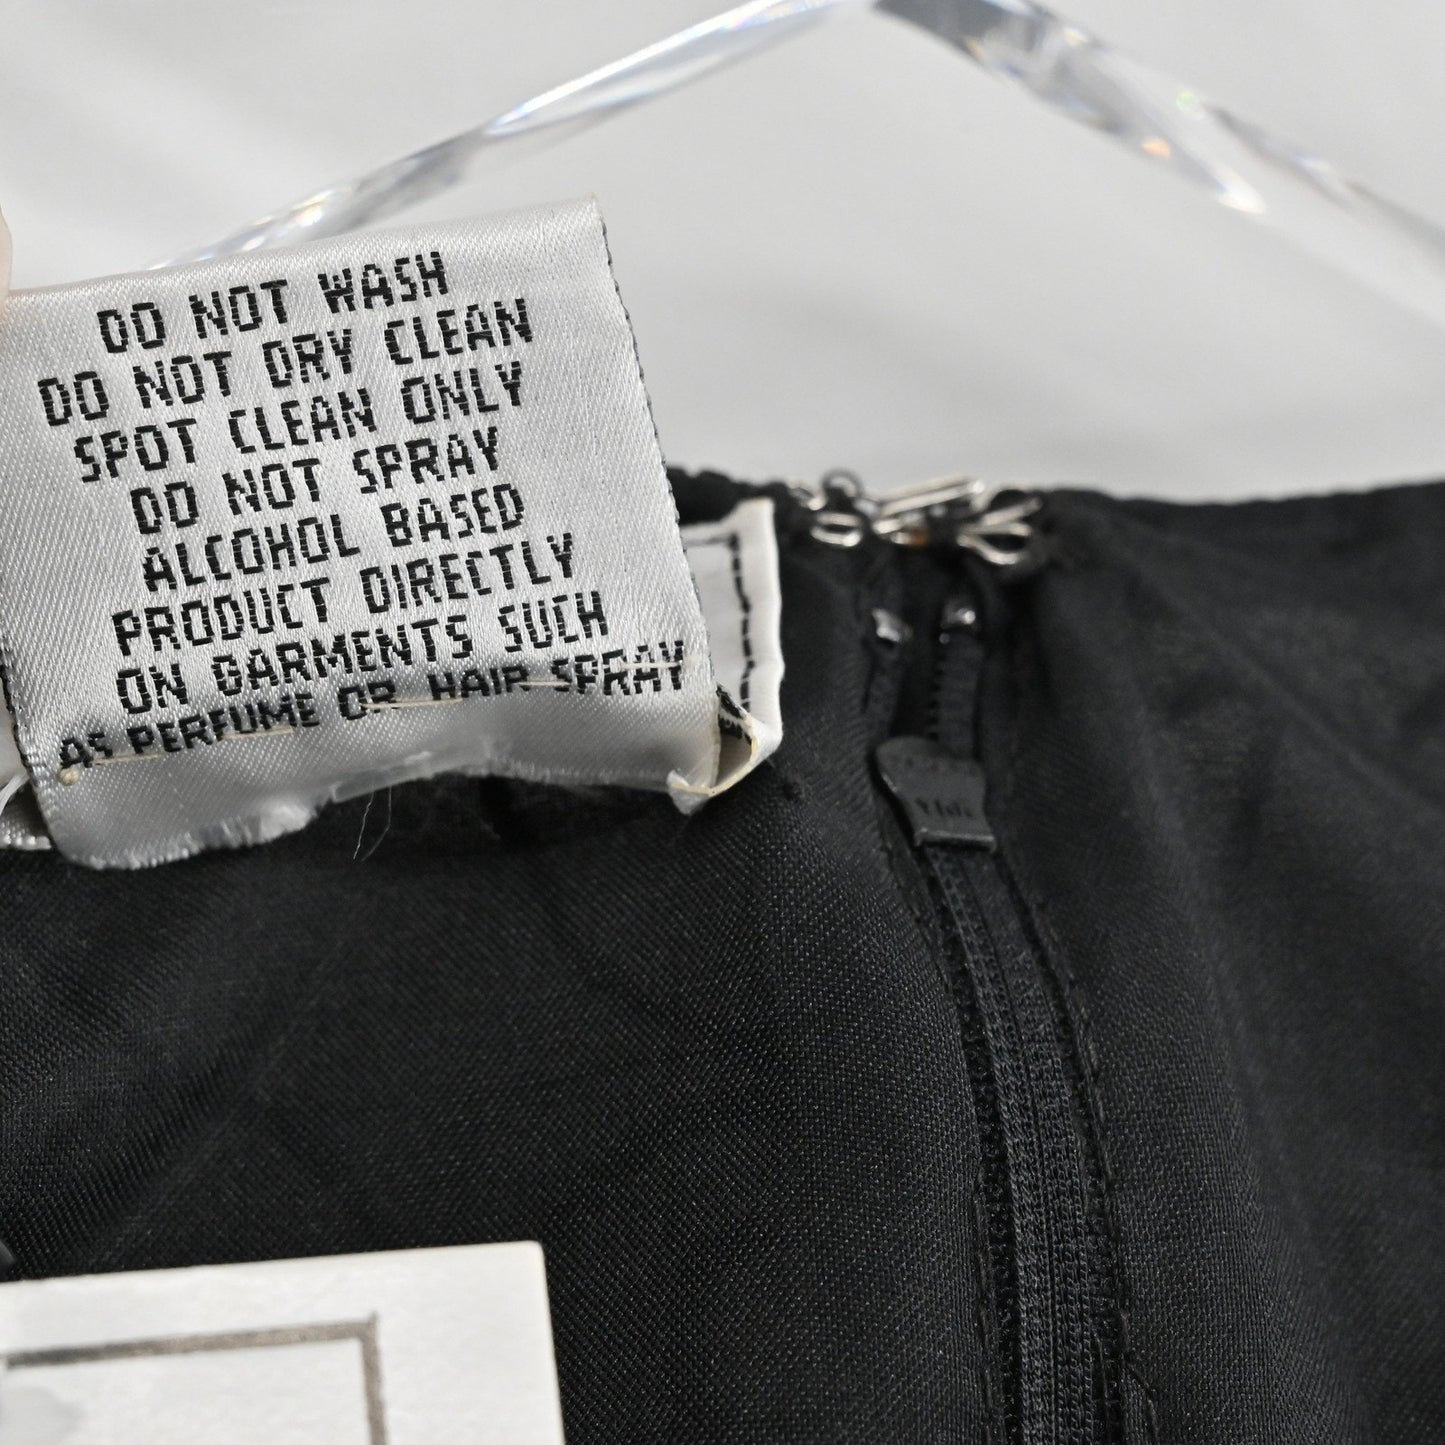 DO NOT WASH
DO NOT DRY CLEAN
SPOT CLEAN ONLY
DO NOT SPRAY
ALCOHOL BASED
PRODUCT DIRECTLY
ON GARMENTS SUCH
AS PERFUME OR HAIR SPRAY